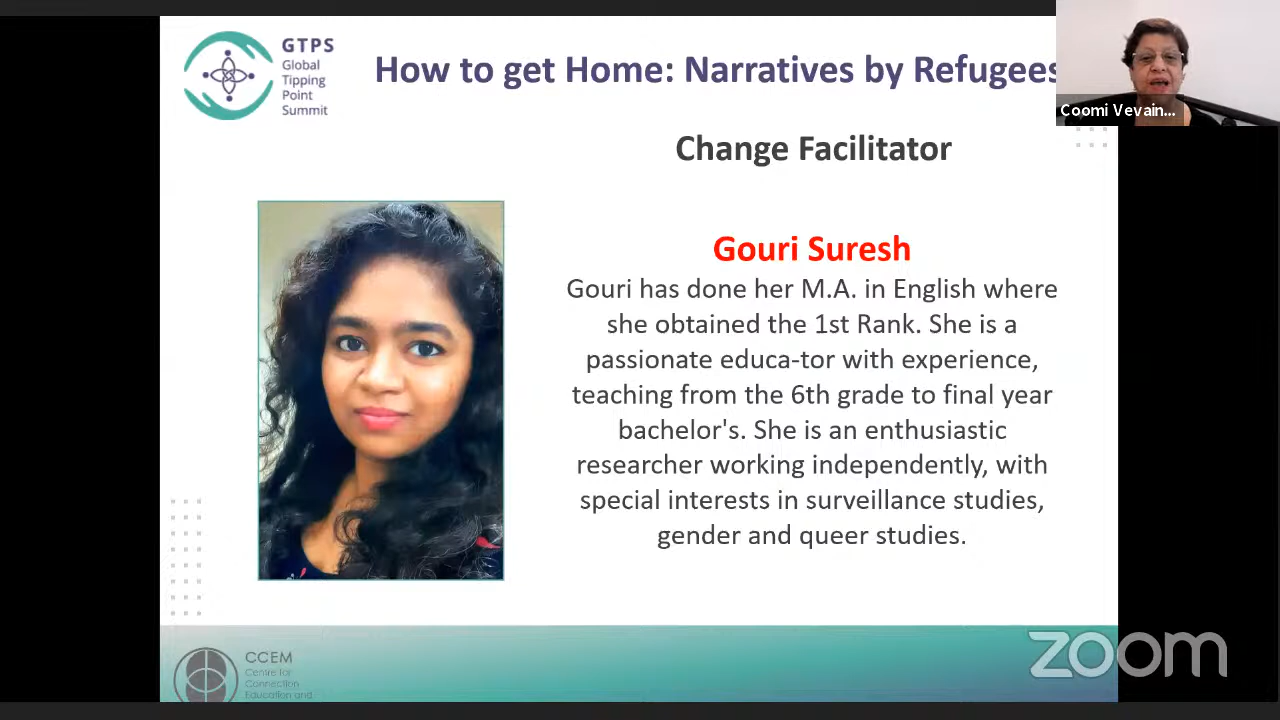 GTPS
Global
Tipping
Point
Summit
How to get Home: Narratives by Refugees
Coomi Vevain...
Change Facilitator
Gouri Suresh
Gouri has done her M.A. in English where
she obtained the 1st Rank. She is a
passionate educa-tor with experience,
teaching from the 6th grade to final year
bachelor's. She is an enthusiastic
researcher working independently, with
special interests in surveillance studies,
gender and queer studies.
CCEM
Centre for
Connection
Education and
zoom